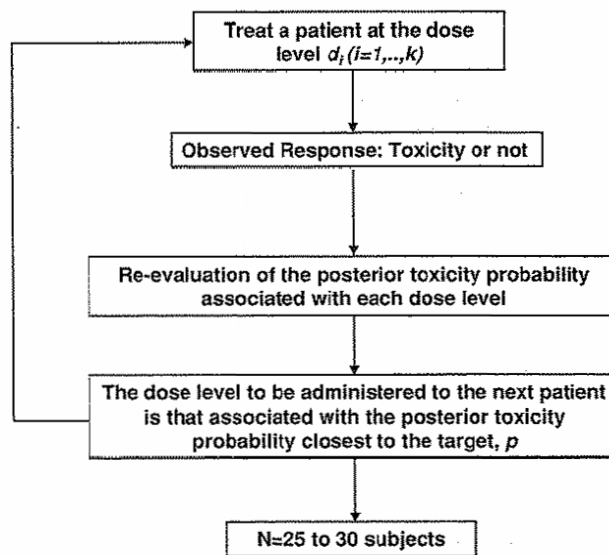 Treat a patient at the dose
level di (i=1,..,k)
Observed Response: Toxicity or not
Re-evaluation of the posterior toxicity probability
associated with each dose level
The dose level to be administered to the next patient
is that associated with the posterior toxicity
probability closest to the target, p
N=25 to 30 subjects